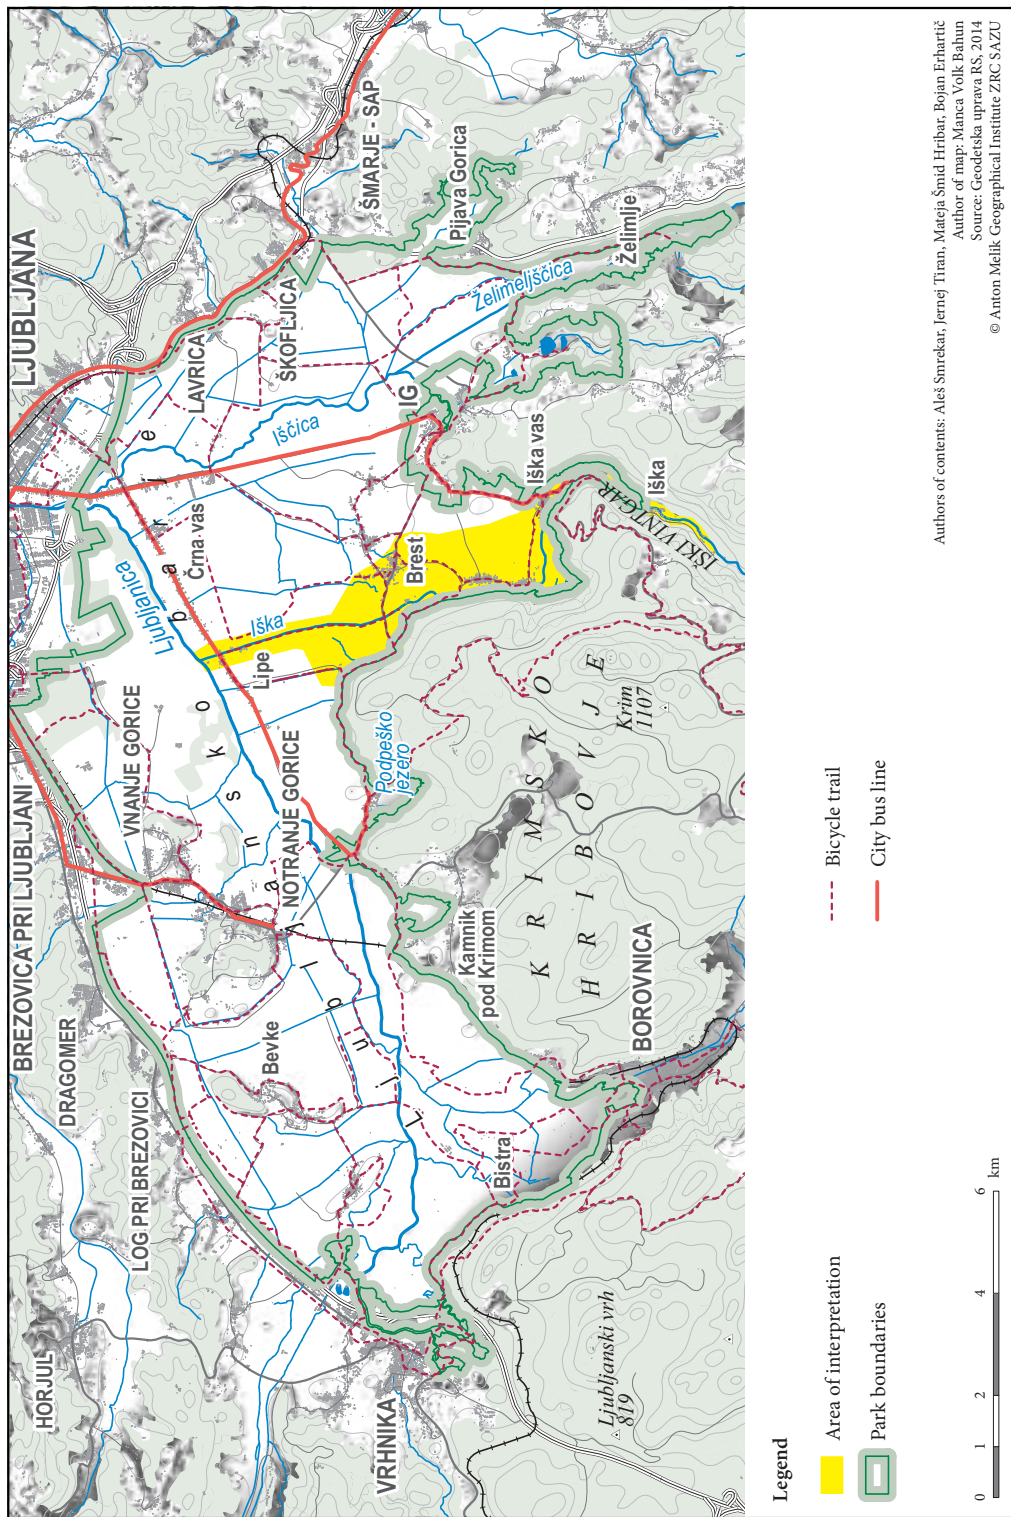 HORJUL
DRAGOMER
BREZOVICA PRI LJUBLJANI
LJUBLJANA
LOG PRI BREZOVICI
VNANJE GORICE
Ljubljanica
Črna vas
LAVRICA
ŠKOFLJICA
ŠMARJE - SAP
Bevke
NOTRANJE GORICE
Lipe
Iška
Iščica
Ljubljansko barje
VRHNIKA
Bistra
Kamnik
pod Krimom
Podpeško
jezero
Brest
IG
Želimeljščica
Pijava Gorica
Iška vas
Želimlje
Ljubljanski vrh
819
BOROVNICA
KRIMSKO
HRIBOVJE
Krim
1107
IŠKI VINTGAR
Iška
Legend
Area of interpretation
Park boundaries
Bicycle trail
City bus line
0 1 2 4 6 km
Authors of contents: Aleš Smrekar, Jernej Tiran, Mateja Šmid Hribar, Bojan Erhartič
Author of map: Manca Volk Bahun
Source: Geodetska uprava RS, 2014
© Anton Melik Geographical Institute ZRC SAZU